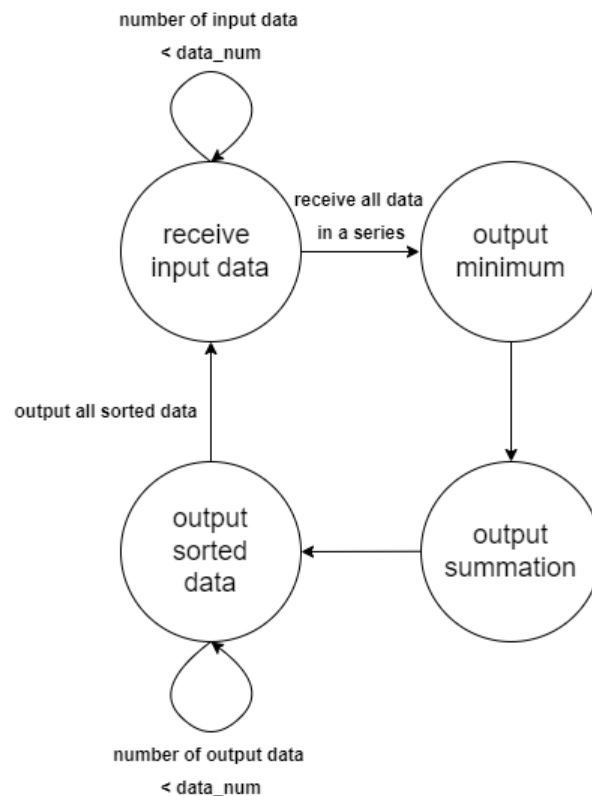 number of input data
< data_num
receive
input data
receive all data
in a series
output
minimum
output all sorted data
output
sorted
data
output
summation
number of output data
< data_num